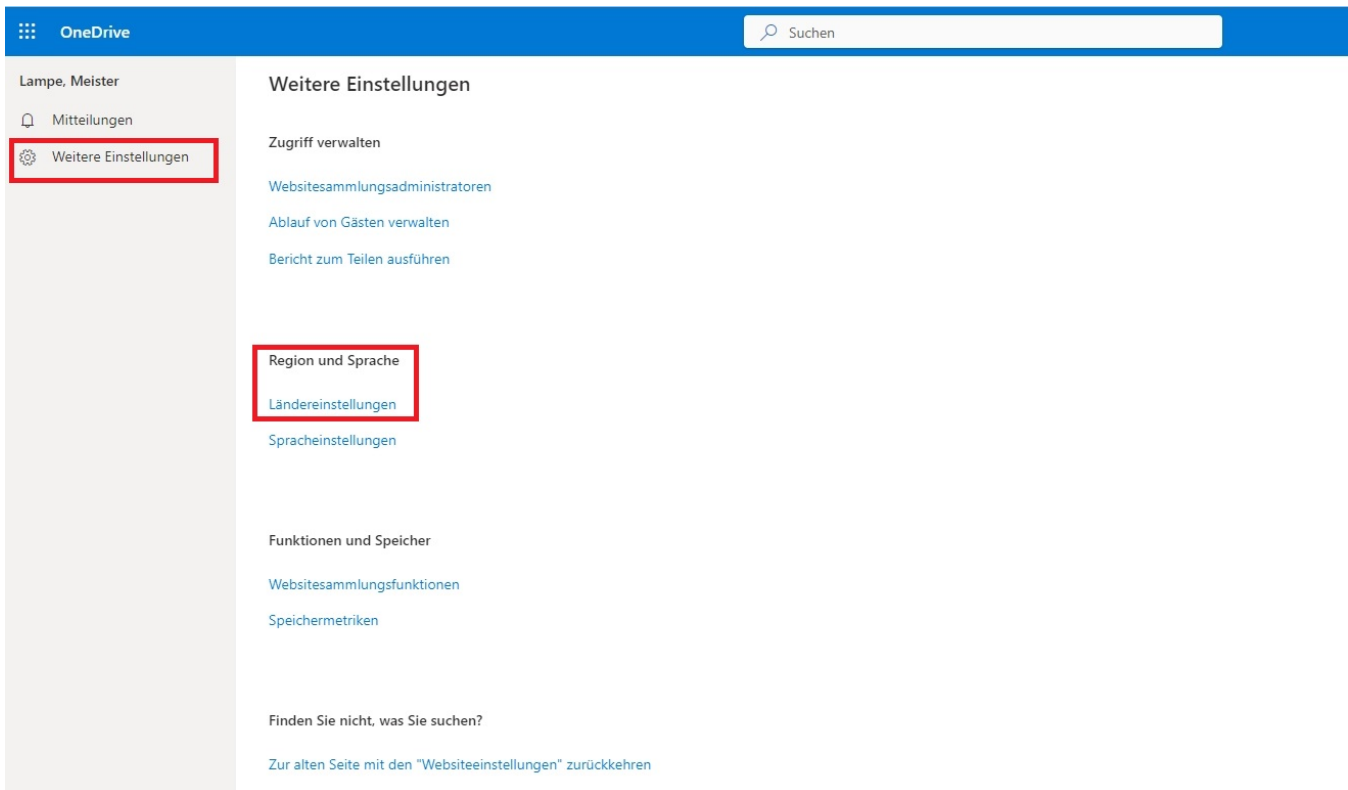 OneDrive
Suchen
Lampe, Meister
Mitteilungen
Weitere Einstellungen
Weitere Einstellungen
Zugriff verwalten
Websitesammlungsadministratoren
Ablauf von Gästen verwalten
Bericht zum Teilen ausführen
Region und Sprache
Ländereinstellungen
Spracheinstellungen
Funktionen und Speicher
Websitesammlungsfunktionen
Speichermetriken
Finden Sie nicht, was Sie suchen?
Zur alten Seite mit den "Websiteeinstellungen" zurückkehren